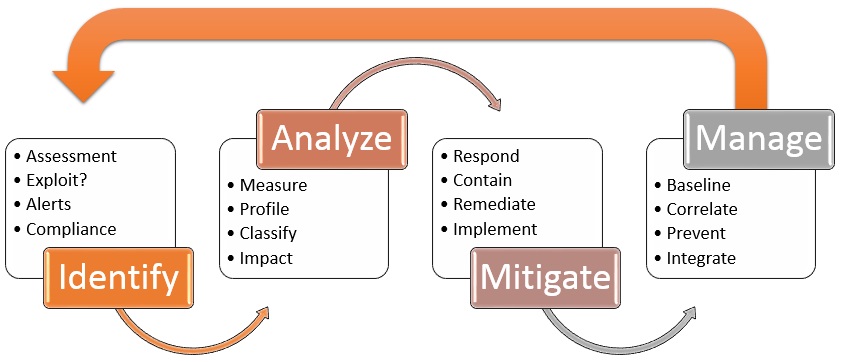 • Assessment
• Exploit?
• Alerts
• Compliance
Identify
Analyze
• Measure
• Profile
• Classify
• Impact
• Respond
• Contain
• Remediate
• Implement
Mitigate
Manage
• Baseline
• Correlate
• Prevent
• Integrate